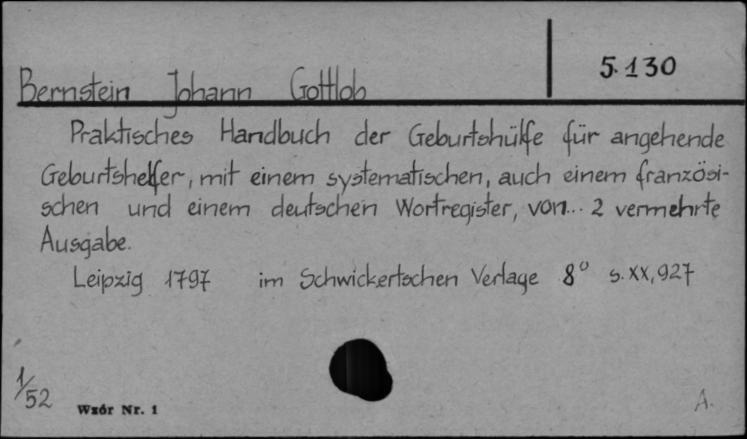 5.130
Bernstein Johann Gottlob
Praktisches Handbuch der Geburtshülfe für angehende
Geburtshelfer, mit einem systematischen, auch einem französi-
schen und einem deutschen Wortregister, von... 2 vermehrte
Ausgabe.
Leipzig 1797 im Schwickertschen Verlage 8° s. XX, 927
1/52
Wzór Nr. 1
A.